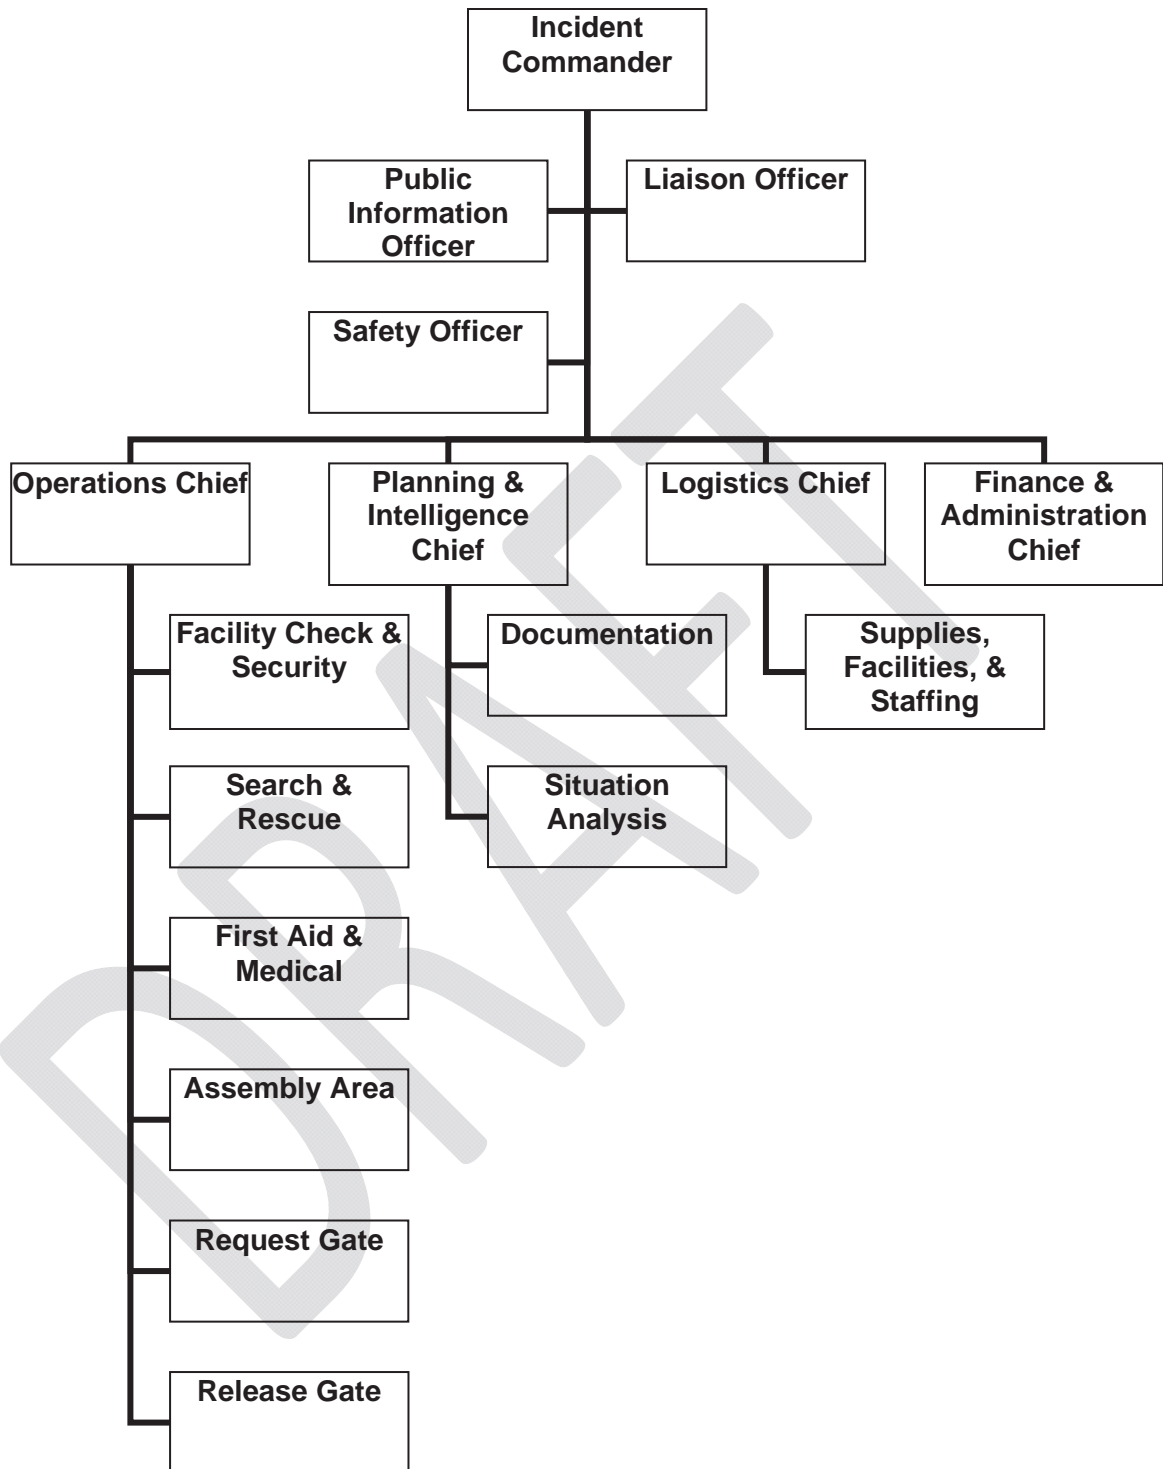 Incident
Commander
Public
Information
Officer
Liaison Officer
Safety Officer
Operations Chief
Planning &
Intelligence
Chief
Logistics Chief
Finance &
Administration
Chief
Facility Check &
Security
Documentation
Supplies,
Facilities, &
Staffing
Search &
Rescue
Situation
Analysis
First Aid &
Medical
Assembly Area
Request Gate
Release Gate
DRAFT